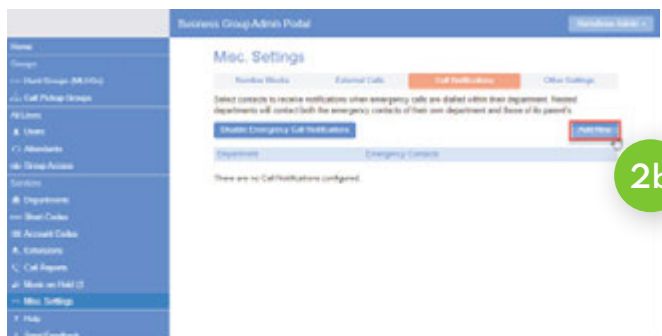 Business Group Admin Portal
Home
Groups
Hunt Groups (MLHGs)
Call Pickup Groups
All Lines
Users
Attendants
Group Access
Services
Departments
Short Codes
Account Codes
Extensions
Call Reports
Music on Hold
Misc. Settings
Help
Send Feedback
Misc. Settings
Number Blocks External Calls Call Notifications Other Settings
Select contacts to receive notifications when emergency calls are dialled within their department. Nested
departments will contact both the emergency contacts of their own department and those of its parent's.
Disable Emergency Call Notifications Add New
Department Emergency Contacts
There are no Call Notifications configured.
2b